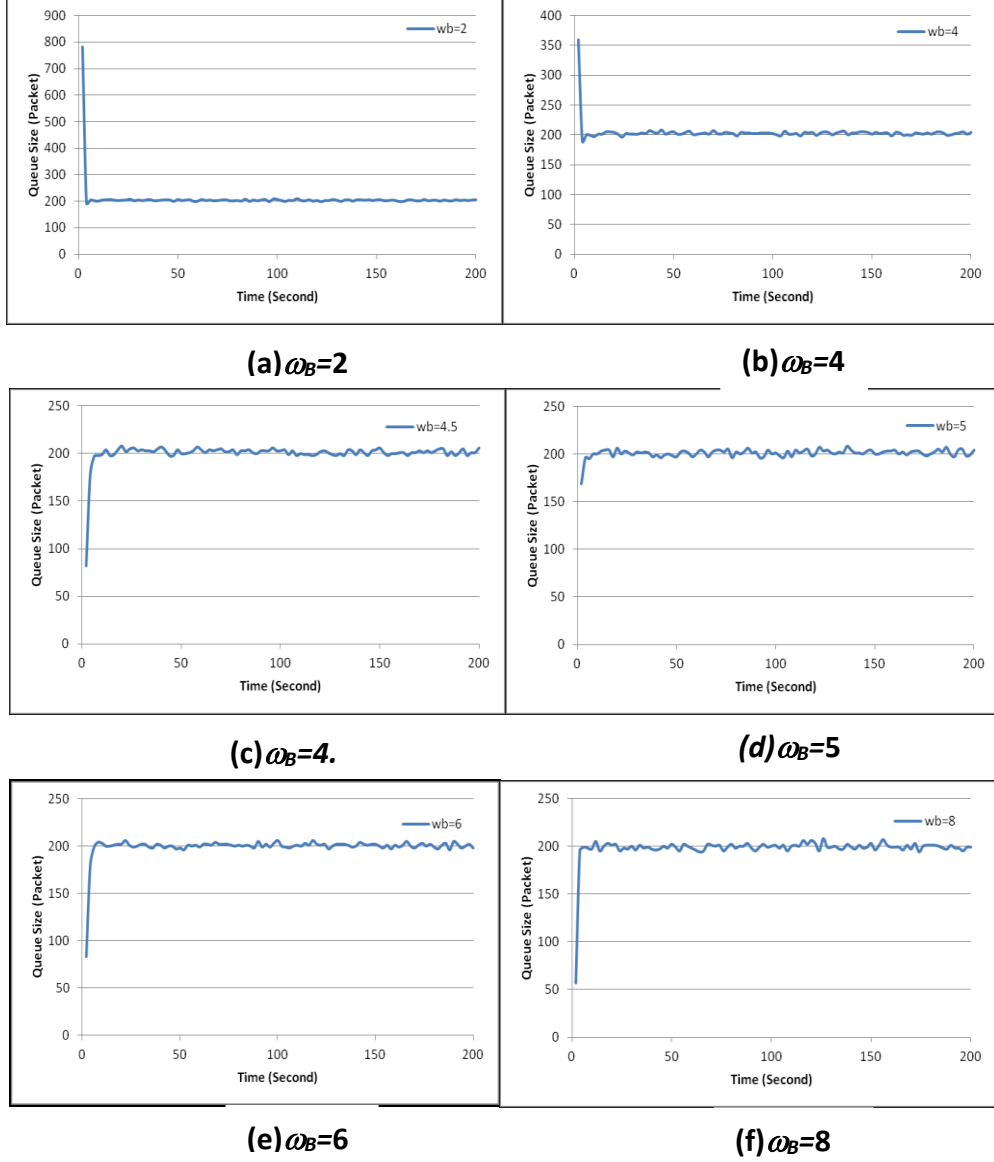 900
800
700
600
500
400
300
200
100
0
Queue Size (Packet)
wb=2
0 50 100 150 200
Time (Second)
400
350
300
250
200
150
100
50
0
Queue Size (Packet)
wb=4
0 50 100 150 200
Time (Second)
(a) ωB=2
(b) ωB=4
250
200
150
100
50
0
Queue Size (Packet)
wb=4.5
0 50 100 150 200
Time (Second)
250
200
150
100
50
0
Queue Size (Packet)
wb=5
0 50 100 150 200
Time (Second)
(c) ωB=4.
(d) ωB=5
250
200
150
100
50
0
Queue Size (Packet)
wb=6
0 50 100 150 200
Time (Second)
250
200
150
100
50
0
Queue Size (Packet)
wb=8
0 50 100 150 200
Time (Second)
(e) ωB=6
(f) ωB=8